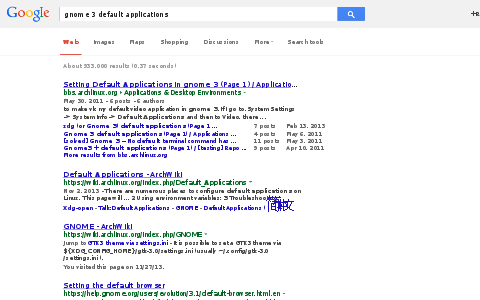 Google
gnome 3 default applications
Web Images Maps Shopping Discussions More Search tools
About 933,000 results (0.37 seconds)
Setting Default Applications in gnome 3 (Page 1) / Applicatio...
bbs.archlinux.org › Applications & Desktop Environments
May 30, 2011 - 6 posts - 6 authors
to make vlc my default video application in gnome 3. If I go to. System Settings
-> System Info -> Default Applications and then to Video. there ...
xdg for Gnome 3/ default applications (Page 1 ... 7 posts Feb 13, 2013
Gnome 3 default applications (Page 1) / Applications ... 4 posts May 6, 2011
[solved] Gnome 3 -- No default terminal command has ... 11 posts May 3, 2011
Gnome3 + default applications (Page 1) / [testing] Repo ... 9 posts Apr 10, 2011
More results from bbs.archlinux.org
Default Applications - ArchWiki
https://wiki.archlinux.org/index.php/Default_Applications
Nov 2, 2013 - There are numerous places to configure default application son
Linux. This page will ... 2 Using environment variables; 3 Troubleshooting
Xdg-open - Talk:Default Applications - GNOME - Default Applications (
GNOME - ArchWiki
https://wiki.archlinux.org/index.php/GNOME
Jump to GTK3 theme via settings.ini - It is possible to set a GTK3 theme via
${XDG_CONFIG_HOME}/gtk-3.0/settings.ini (usually ~/.config/gtk-3.0
/settings.ini).
You visited this page on 11/27/13.
Setting the default browser
https://help.gnome.org/users/evolution/3.1/default-browser.html.en